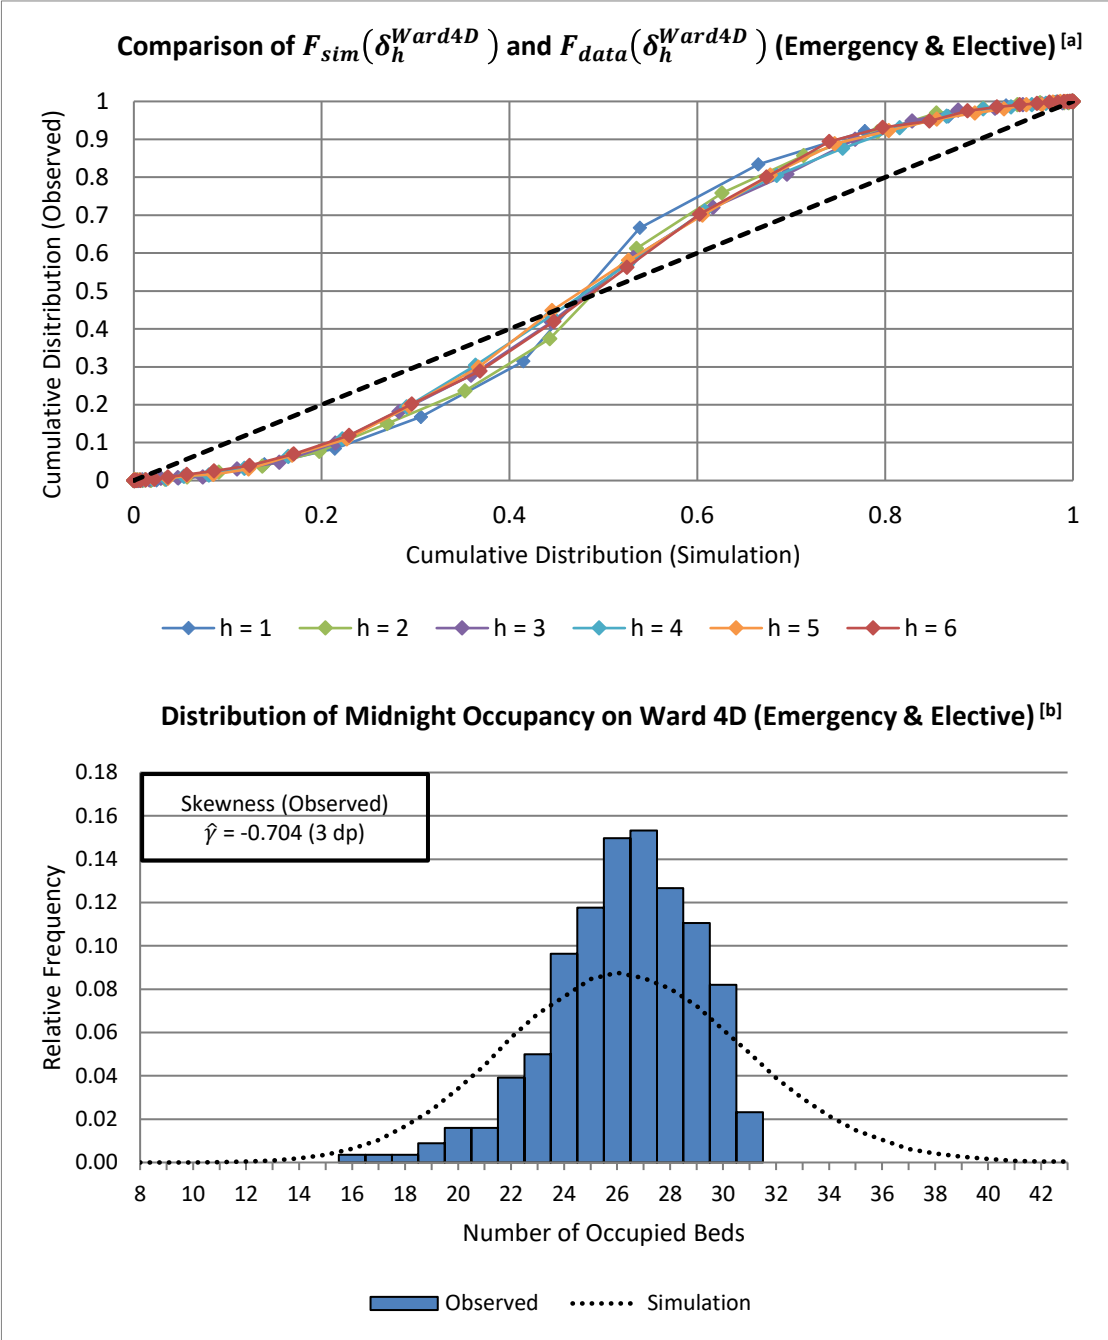 Comparison of F_sim(δ_h^Ward4D) and F_data(δ_h^Ward4D) (Emergency & Elective) [a]
Cumulative Disitribution (Observed)
1
0.9
0.8
0.7
0.6
0.5
0.4
0.3
0.2
0.1
0
0 0.2 0.4 0.6 0.8 1
Cumulative Distribution (Simulation)
h = 1 h = 2 h = 3 h = 4 h = 5 h = 6
Distribution of Midnight Occupancy on Ward 4D (Emergency & Elective) [b]
Relative Frequency
0.18
0.16
0.14
0.12
0.10
0.08
0.06
0.04
0.02
0.00
Skewness (Observed)
γ̂ = -0.704 (3 dp)
8 10 12 14 16 18 20 22 24 26 28 30 32 34 36 38 40 42
Number of Occupied Beds
Observed Simulation